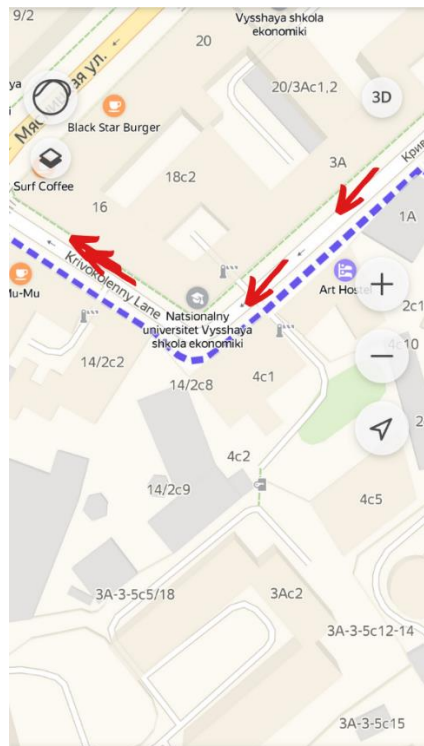 9/2
Vysshaya shkola
ekonomiki
20
20/3Ac1,2
3D
Мясницкая ул.
Black Star Burger
3A
18c2
Surf Coffee
16
1A
Krivokolenny Lane
Art Hostel
Mu-Mu
Natsionalny
universitet Vysshaya
shkola ekonomiki
14/2c2
14/2c8
4c1
4c2
14/2c9
4c5
3A-3-5c5/18
3Ac2
3A-3-5c12-14
3A-3-5c15